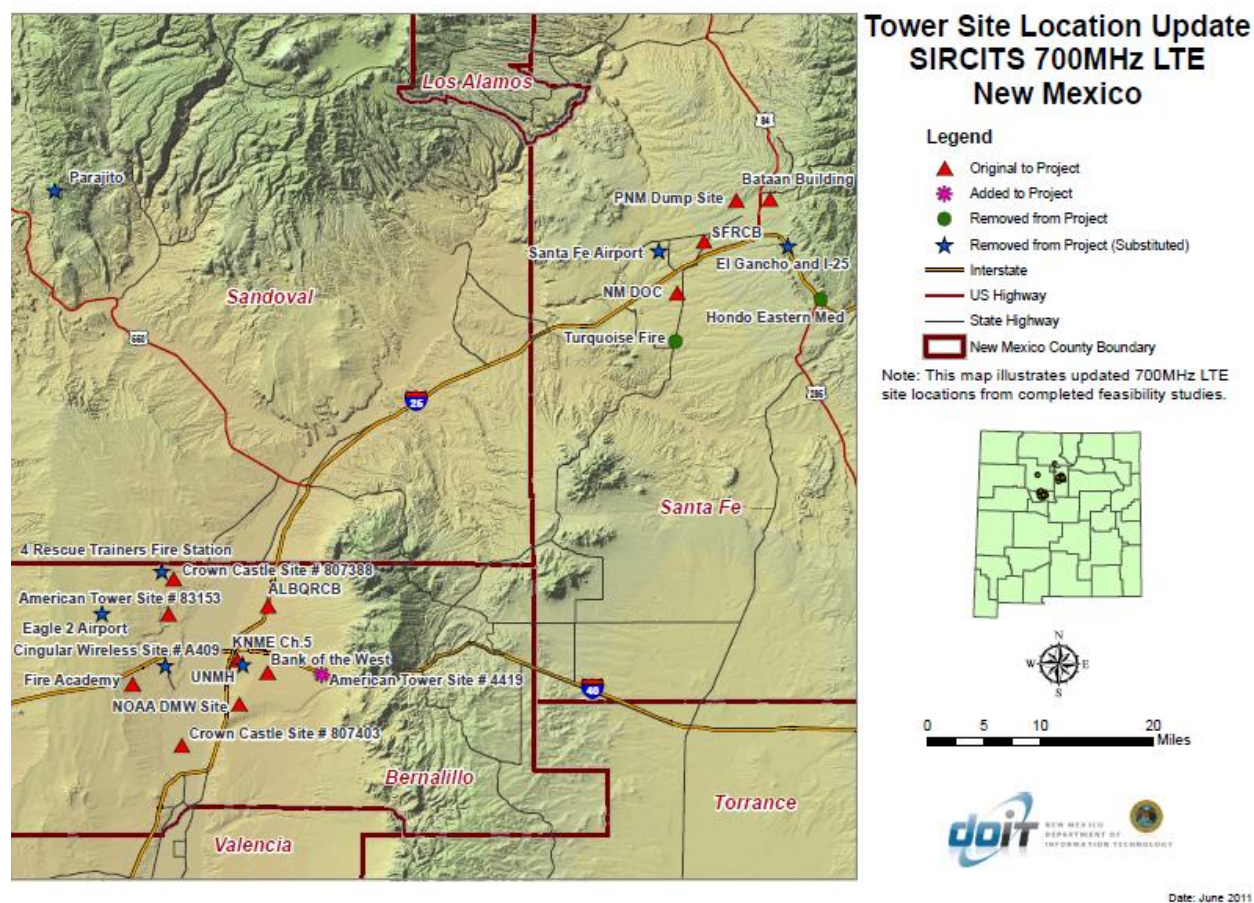 Tower Site Location Update
SIRCITS 700MHz LTE
New Mexico
Legend
Original to Project
Added to Project
Removed from Project
Removed from Project (Substituted)
Interstate
US Highway
State Highway
New Mexico County Boundary
Note: This map illustrates updated 700MHz LTE
site locations from completed feasibility studies.
Los Alamos
84
Parajito
Bataan Building
PNM Dump Site
SFRCB
Santa Fe Airport
El Gancho and I-25
Sandoval
NM DOC
Hondo Eastern Med
660
Turquoise Fire
285
25
Santa Fe
4 Rescue Trainers Fire Station
Crown Castle Site # 807388
ALBQRCB
American Tower Site # 83153
Eagle 2 Airport
KNME Ch.5
Cingular Wireless Site # A409
Bank of the West
UNMH
Fire Academy
American Tower Site # 4419
40
NOAA DMW Site
Crown Castle Site # 807403
Bernalillo
Torrance
Valencia
N
W E
S
0 5 10 20
Miles
doit
NEW MEXICO
DEPARTMENT OF
INFORMATION TECHNOLOGY
Date: June 2011